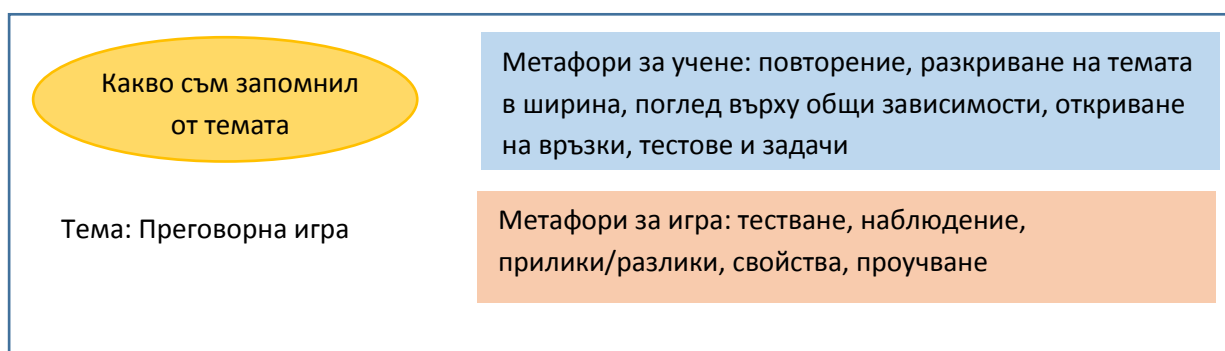 Какво съм запомнил
от темата
Метафори за учене: повторение, разкриване на темата
в ширина, поглед върху общи зависимости, откриване
на връзки, тестове и задачи
Тема: Преговорна игра
Метафори за игра: тестване, наблюдение,
прилики/разлики, свойства, проучване